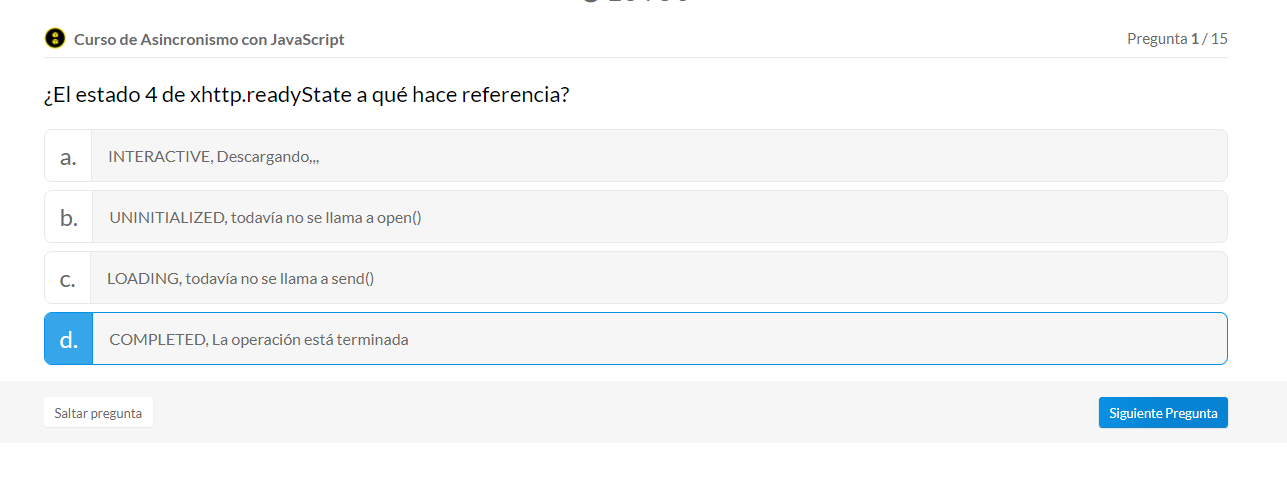 Curso de Asincronismo con JavaScript
Pregunta 1 / 15
¿El estado 4 de xhttp.readyState a qué hace referencia?
a. INTERACTIVE, Descargando,,,
b. UNINITIALIZED, todavía no se llama a open()
c. LOADING, todavía no se llama a send()
d. COMPLETED, La operación está terminada
Saltar pregunta
Siguiente Pregunta